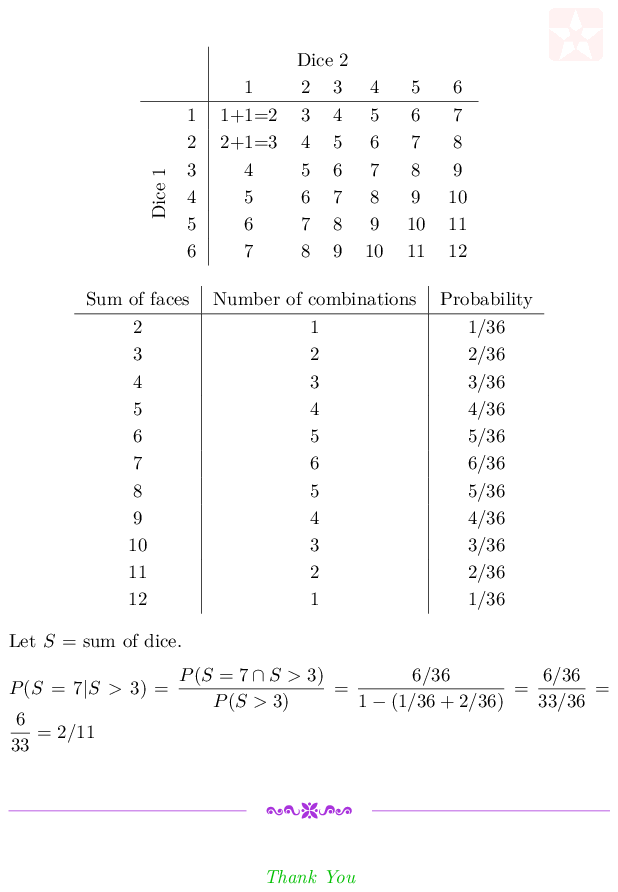 Dice 2
1 2 3 4 5 6
1 1+1=2 3 4 5 6 7
2 2+1=3 4 5 6 7 8
Dice 1
3 4 5 6 7 8 9
4 5 6 7 8 9 10
5 6 7 8 9 10 11
6 7 8 9 10 11 12
Sum of faces Number of combinations Probability
2 1 1/36
3 2 2/36
4 3 3/36
5 4 4/36
6 5 5/36
7 6 6/36
8 5 5/36
9 4 4/36
10 3 3/36
11 2 2/36
12 1 1/36
Let S = sum of dice.
P(S = 7|S > 3) = P(S = 7 ∩ S > 3) / P(S > 3) = 6/36 / 1 − (1/36 + 2/36) = 6/36 / 33/36 =
6 / 33 = 2/11
Thank You